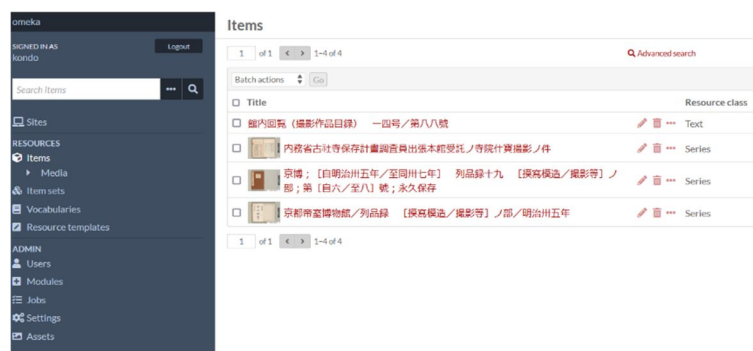 omeka
SIGNED IN AS
kondo
Logout
Search Items
Sites
RESOURCES
Items
Media
Item sets
Vocabularies
Resource templates
ADMIN
Users
Modules
Jobs
Settings
Assets
Items
1 of 1 < > 1–4 of 4
Advanced search
Batch actions Go
Title Resource class
館内回覧（撮影作品目録） 一四号／第八八號 Text
内務省古社寺保存計畫調査員出張本館受託ノ寺院什寳撮影ノ件 Series
京博；［自明治卅五年／至同卅七年］ 列品録十九 ［摸寫模造／撮影等］ノ
部；第［自六／至八］號；永久保存 Series
京都帝室博物館／列品録 ［摸寫模造／撮影等］ノ部／明治卅五年 Series
1 of 1 < > 1–4 of 4